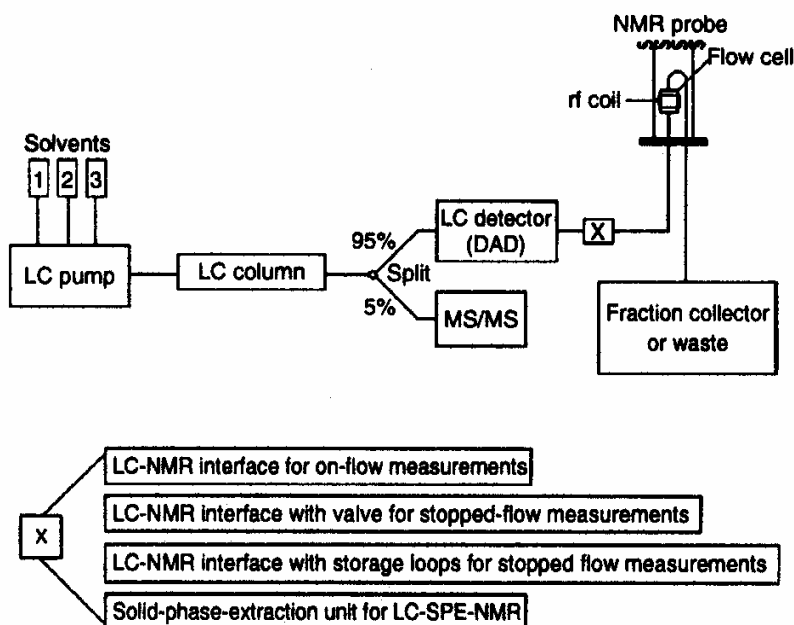 NMR probe
Flow cell
rf coil
Solvents
1 2 3
LC pump
LC column
95%
Split
5%
LC detector
(DAD)
MS/MS
X
Fraction collector
or waste
X
LC-NMR interface for on-flow measurements
LC-NMR interface with valve for stopped-flow measurements
LC-NMR interface with storage loops for stopped flow measurements
Solid-phase-extraction unit for LC-SPE-NMR